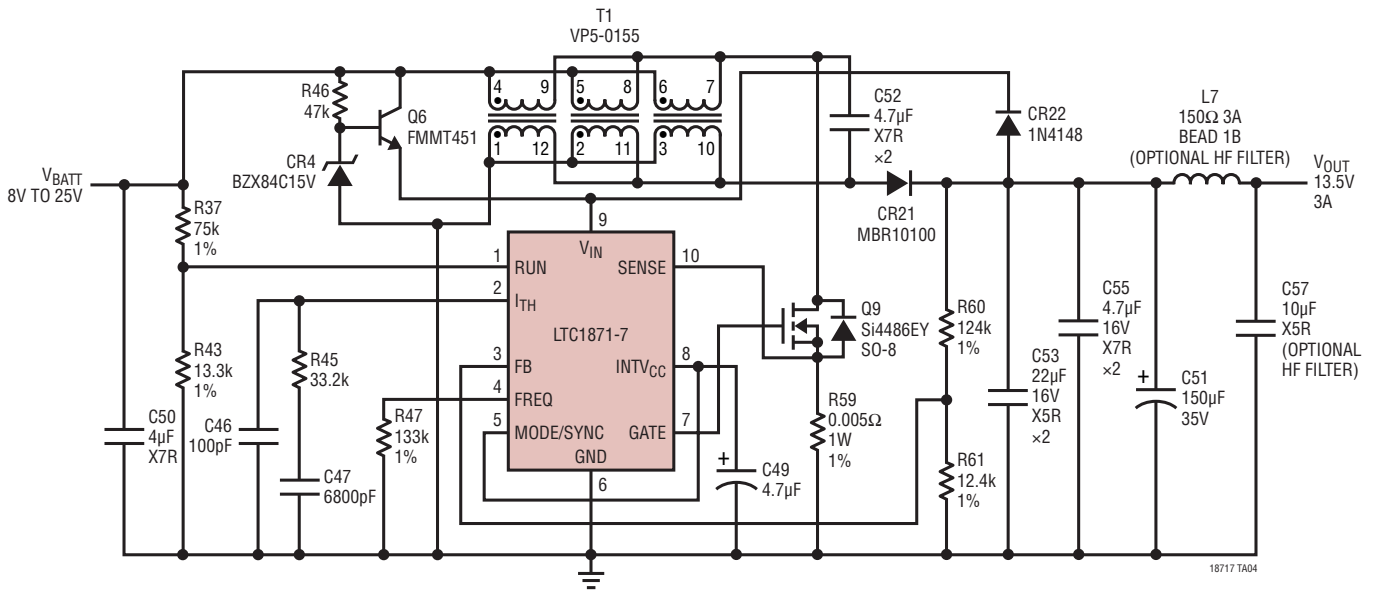 T1
VP5-0155
4
9
5
8
6
7
1
12
2
11
3
10
R46
47k
Q6
FMMT451
CR4
BZX84C15V
C52
4.7µF
X7R
×2
CR22
1N4148
L7
150Ω 3A
BEAD 1B
(OPTIONAL HF FILTER)
VBATT
8V TO 25V
VOUT
13.5V
3A
CR21
MBR10100
R37
75k
1%
9
VIN
1
RUN
SENSE
10
2
ITH
LTC1871-7
3
FB
INTVCC
8
4
FREQ
5
MODE/SYNC
GATE
7
GND
6
Q9
Si4486EY
SO-8
R60
124k
1%
C55
4.7µF
16V
X7R
×2
C57
10µF
X5R
(OPTIONAL
HF FILTER)
R43
13.3k
1%
R45
33.2k
C53
22µF
16V
X5R
×2
C51
150µF
35V
+
C50
4µF
X7R
C46
100pF
R47
133k
1%
R59
0.005Ω
1W
1%
C47
6800pF
+
C49
4.7µF
R61
12.4k
1%
18717 TA04